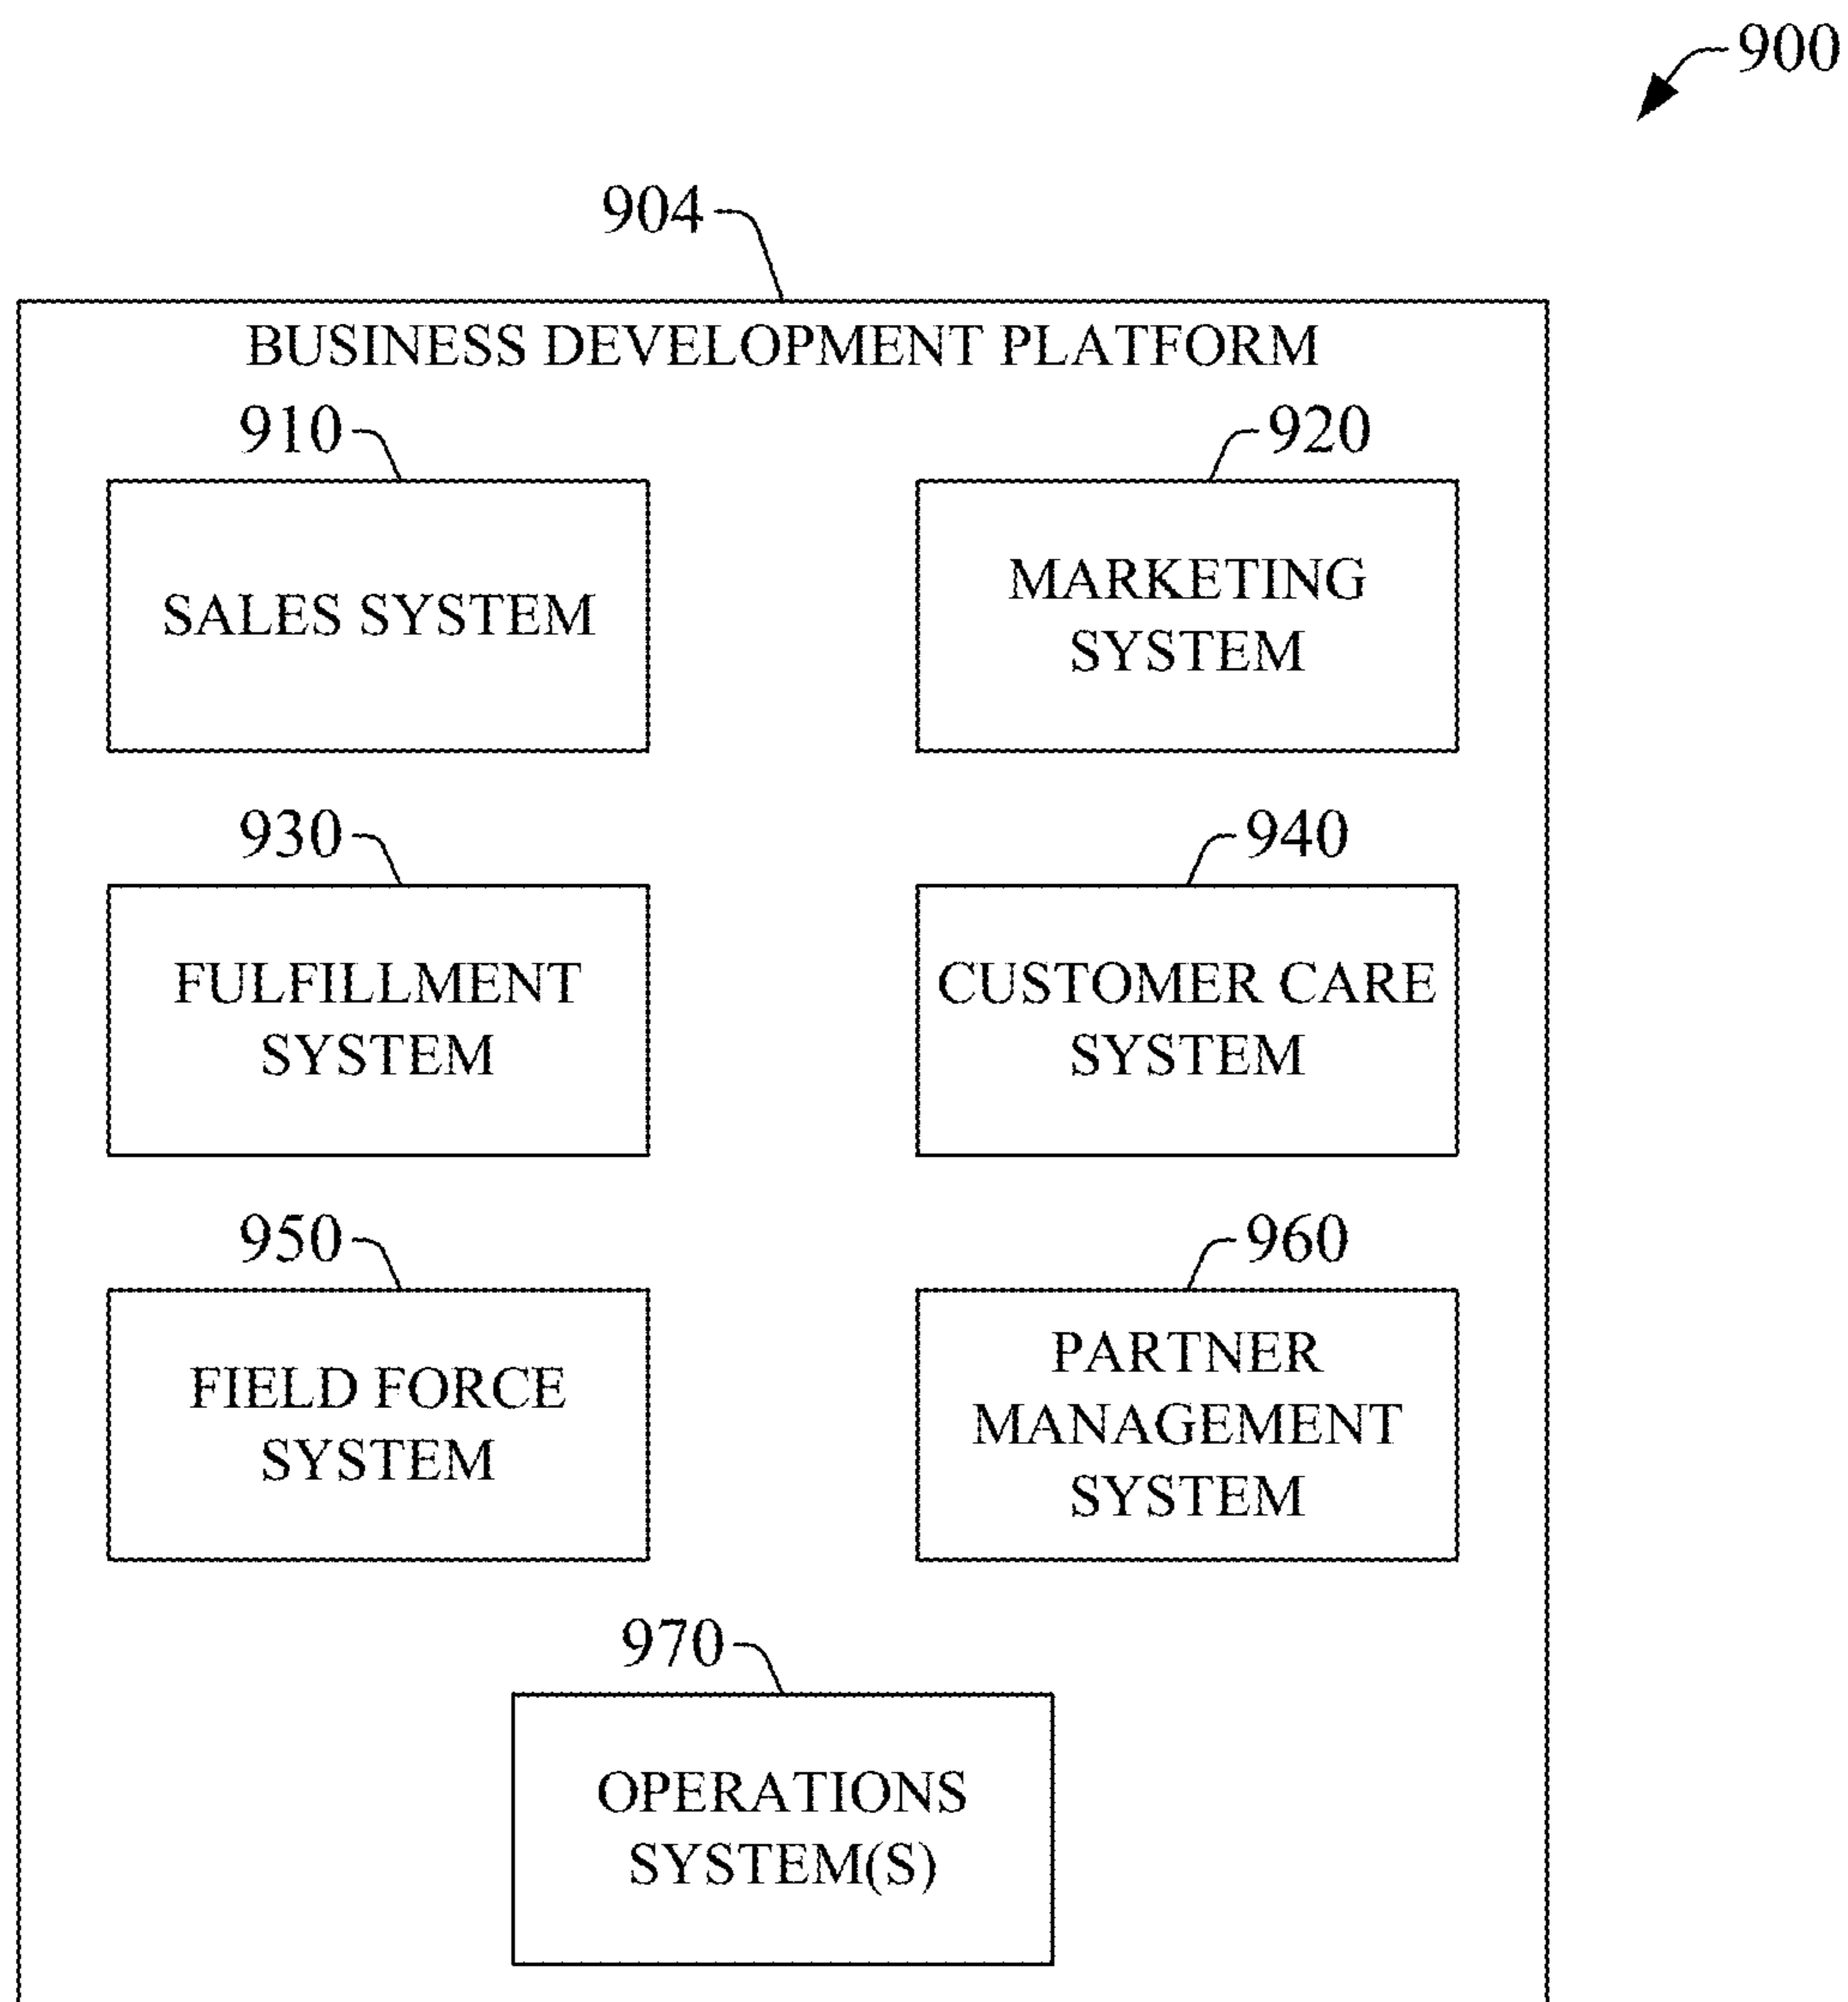 900
904
BUSINESS DEVELOPMENT PLATFORM
910
920
SALES SYSTEM
MARKETING
SYSTEM
930
940
FULFILLMENT
SYSTEM
CUSTOMER CARE
SYSTEM
950
960
FIELD FORCE
SYSTEM
PARTNER
MANAGEMENT
SYSTEM
970
OPERATIONS
SYSTEM(S)